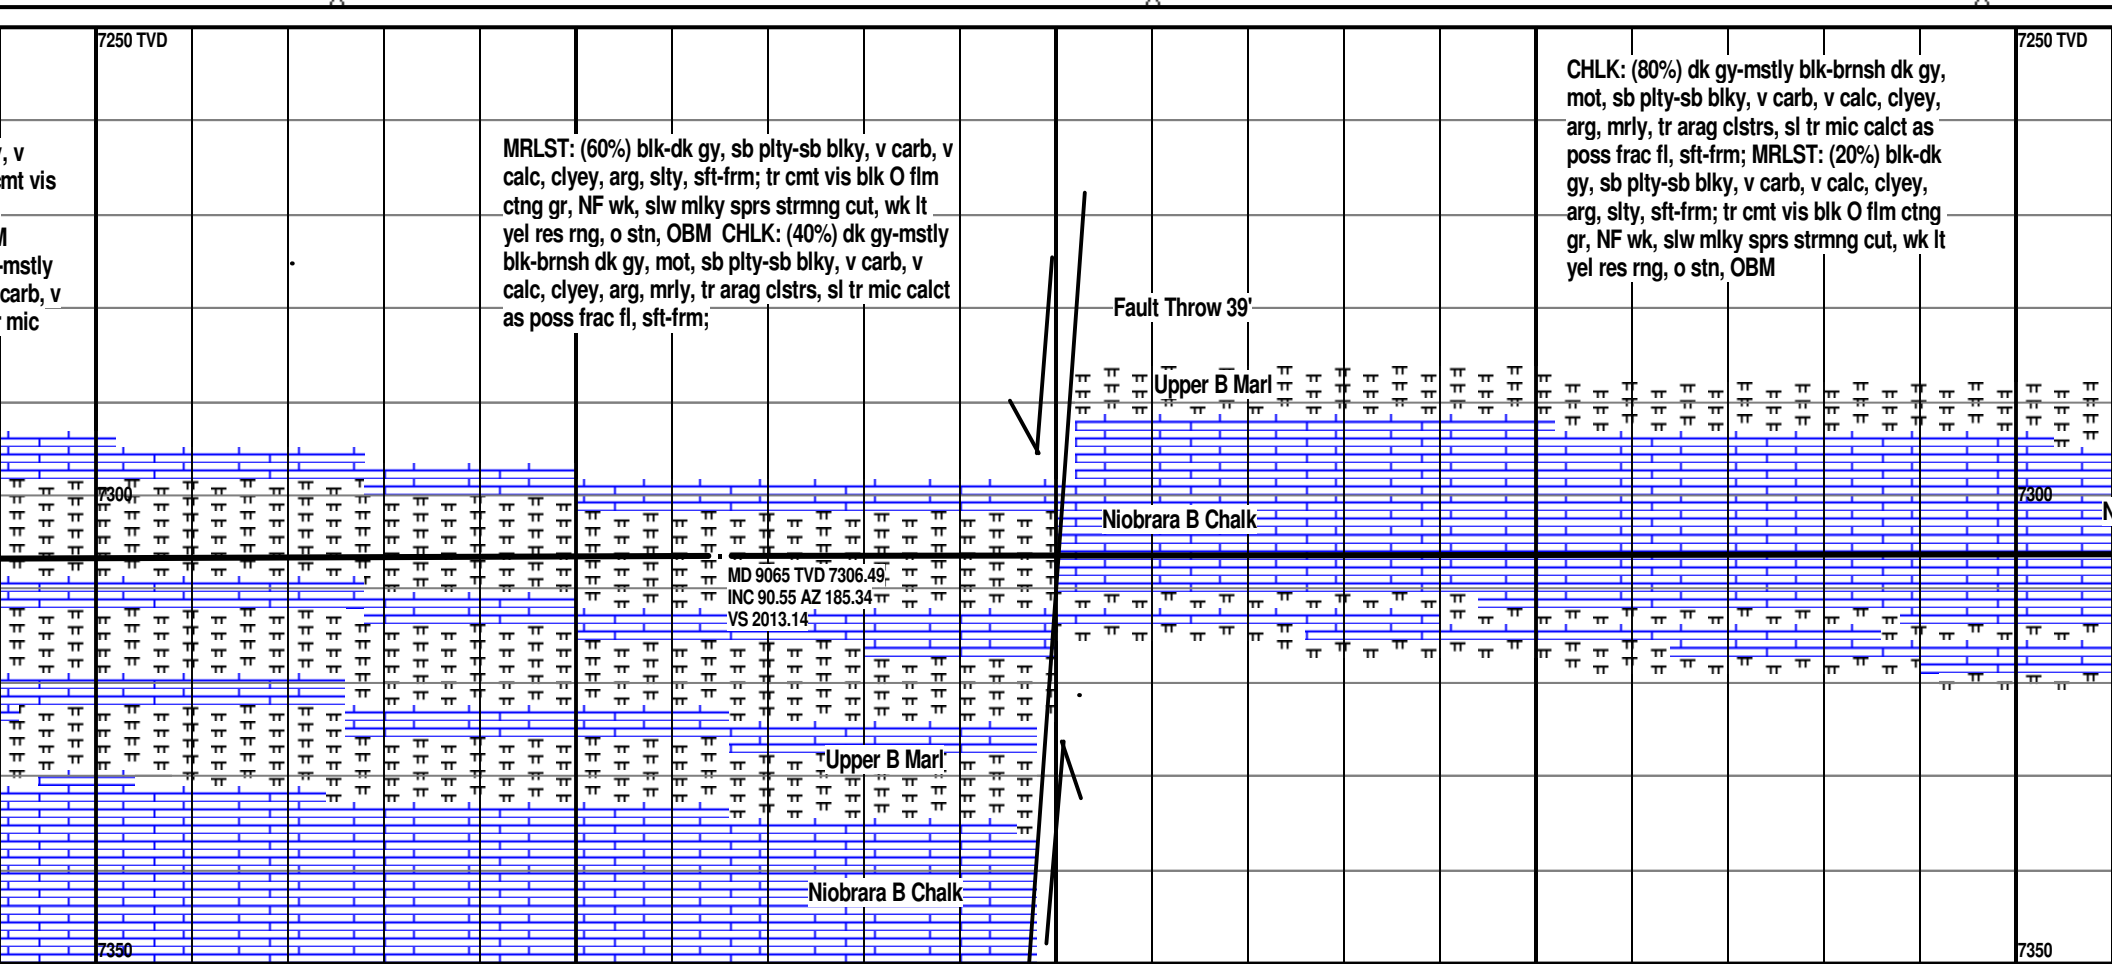 7250 TVD
7250 TVD
, v
cmt vis
M
-mstly
carb, v
r mic
MRLST: (60%) blk-dk gy, sb plty-sb blky, v carb, v
calc, clyey, arg, slty, sft-frm; tr cmt vis blk O flm
ctng gr, NF wk, slw mlky sprs strmng cut, wk lt
yel res rng, o stn, OBM CHLK: (40%) dk gy-mstly
blk-brnsh dk gy, mot, sb plty-sb blky, v carb, v
calc, clyey, arg, mrly, tr arag clstrs, sl tr mic calct
as poss frac fl, sft-frm;
CHLK: (80%) dk gy-mstly blk-brnsh dk gy,
mot, sb plty-sb blky, v carb, v calc, clyey,
arg, mrly, tr arag clstrs, sl tr mic calct as
poss frac fl, sft-frm; MRLST: (20%) blk-dk
gy, sb plty-sb blky, v carb, v calc, clyey,
arg, slty, sft-frm; tr cmt vis blk O flm ctng
gr, NF wk, slw mlky sprs strmng cut, wk lt
yel res rng, o stn, OBM
Fault Throw 39'
Upper B Marl
7300
7300
Niobrara B Chalk
N
MD 9065 TVD 7306.49
INC 90.55 AZ 185.34
VS 2013.14
Upper B Marl
Niobrara B Chalk
7350
7350